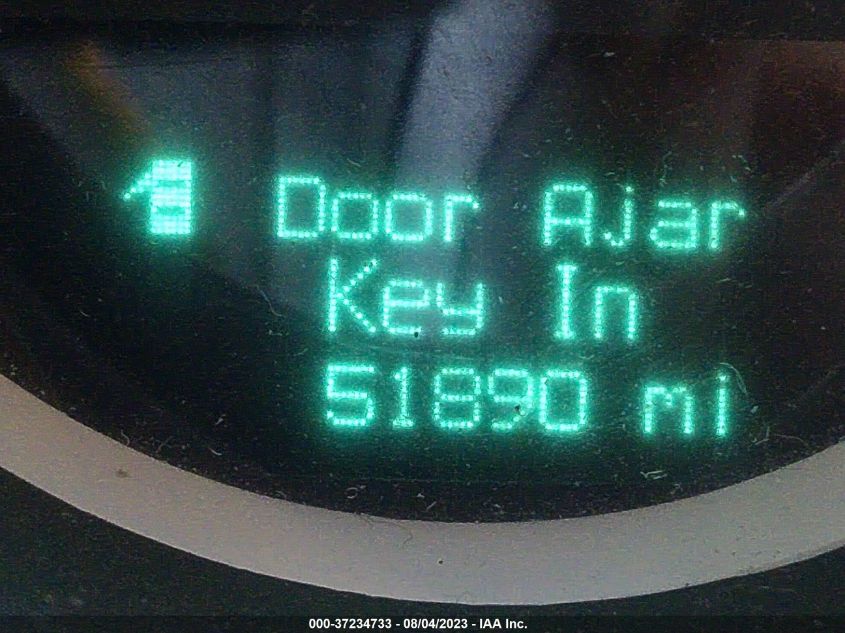 Door Ajar
Key In
51890 mi
000-37234733 - 08/04/2023 - IAA Inc.